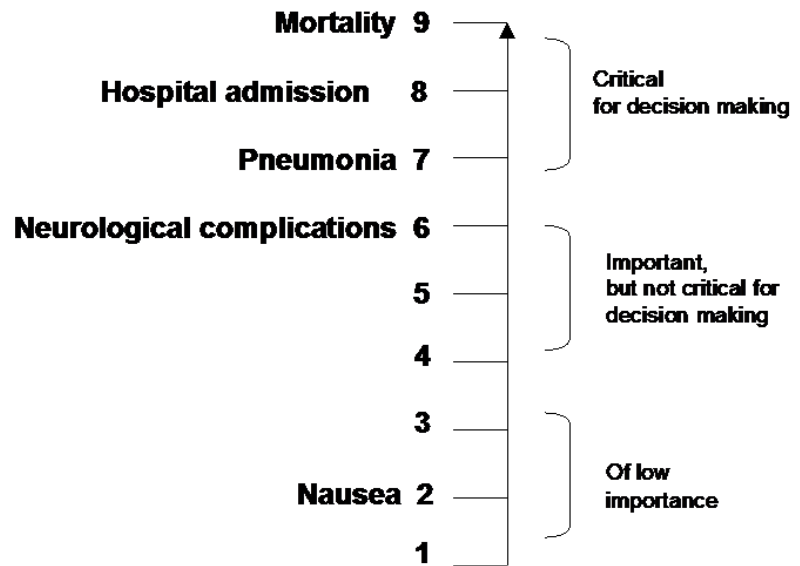 Mortality 9
Hospital admission 8
Critical
for decision making
Pneumonia 7
Neurological complications 6
Important,
but not critical for
decision making
5
4
3
Of low
importance
Nausea 2
1